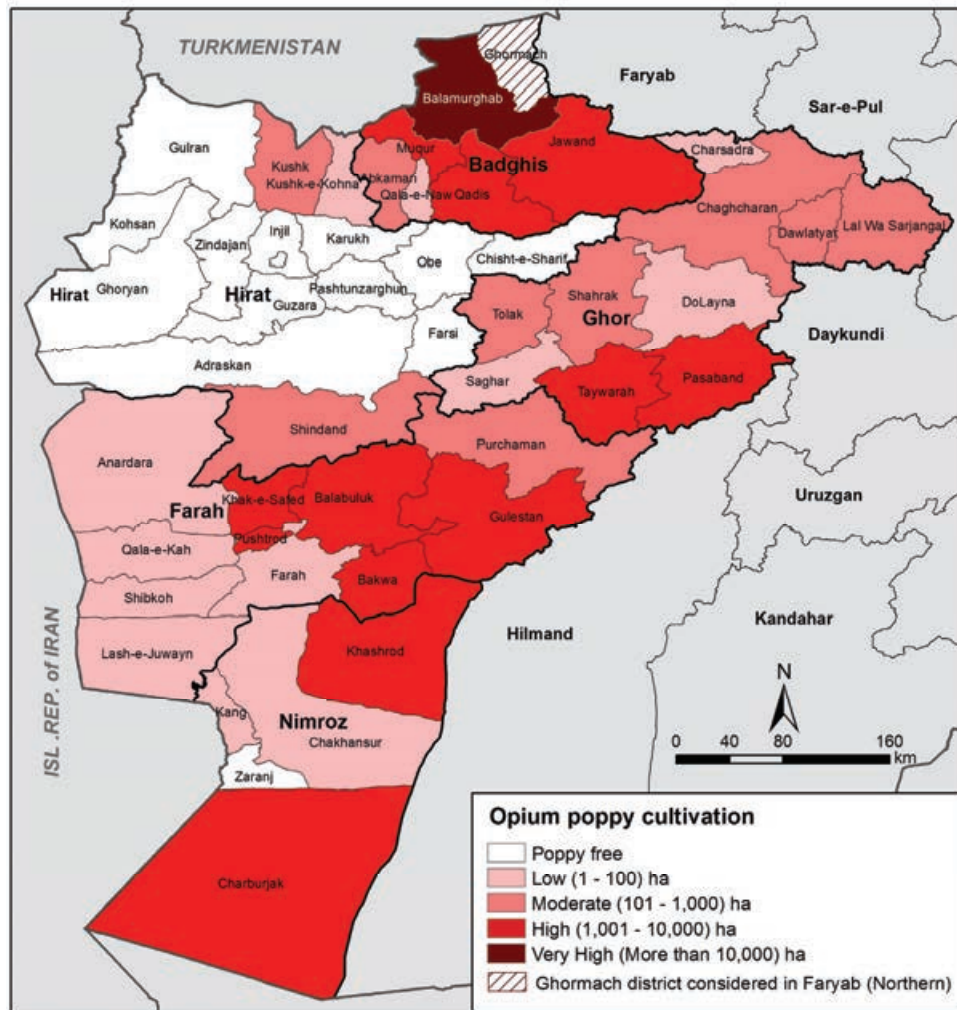 TURKMENISTAN
Ghormach
Faryab
Balamurghab
Sar-e-Pul
Gulran
Kushk
Kushk-e-Kohna
Muqur
Abkamari
Qala-e-Naw
Qadis
Badghis
Jawand
Charsadra
Chaghcharan
Dawlatyat
Lal Wa Sarjangal
Kohsan
Zindajan
Injil
Karukh
Obe
Chisht-e-Sharif
Hirat
Ghoryan
Hirat
Guzara
Pashtunzarghun
Farsi
Adraskan
Tolak
Shahrak
Ghor
DoLayna
Daykundi
Saghar
Taywarah
Pasaband
Shindand
Purchaman
Anardara
Khak-e-Safed
Balabuluk
Farah
Gulestan
Uruzgan
Pushtrod
Qala-e-Kah
Farah
Bakwa
Shibkoh
Hilmand
Kandahar
Lash-e-Juwayn
Khashrod
ISL .REP. of IRAN
Kang
Nimroz
Chakhansur
Zaranj
Charburjak
N
0 40 80 160
km
Opium poppy cultivation
Poppy free
Low (1 - 100) ha
Moderate (101 - 1,000) ha
High (1,001 - 10,000) ha
Very High (More than 10,000) ha
Ghormach district considered in Faryab (Northern)